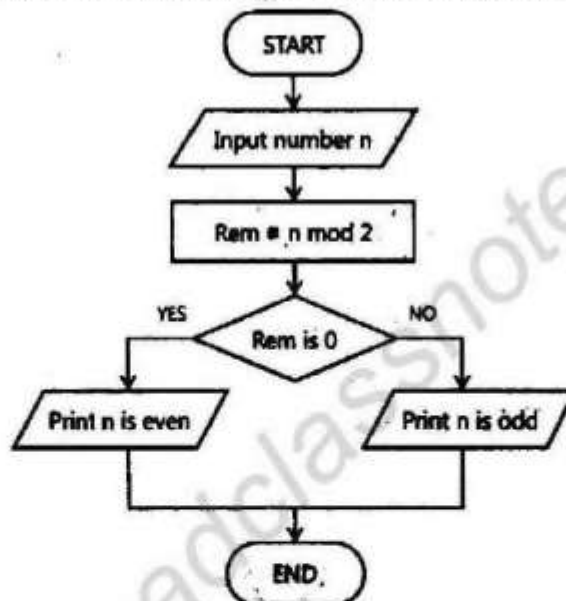 START
Input number n
Rem = n mod 2
YES
Rem is 0
NO
Print n is even
Print n is odd
END